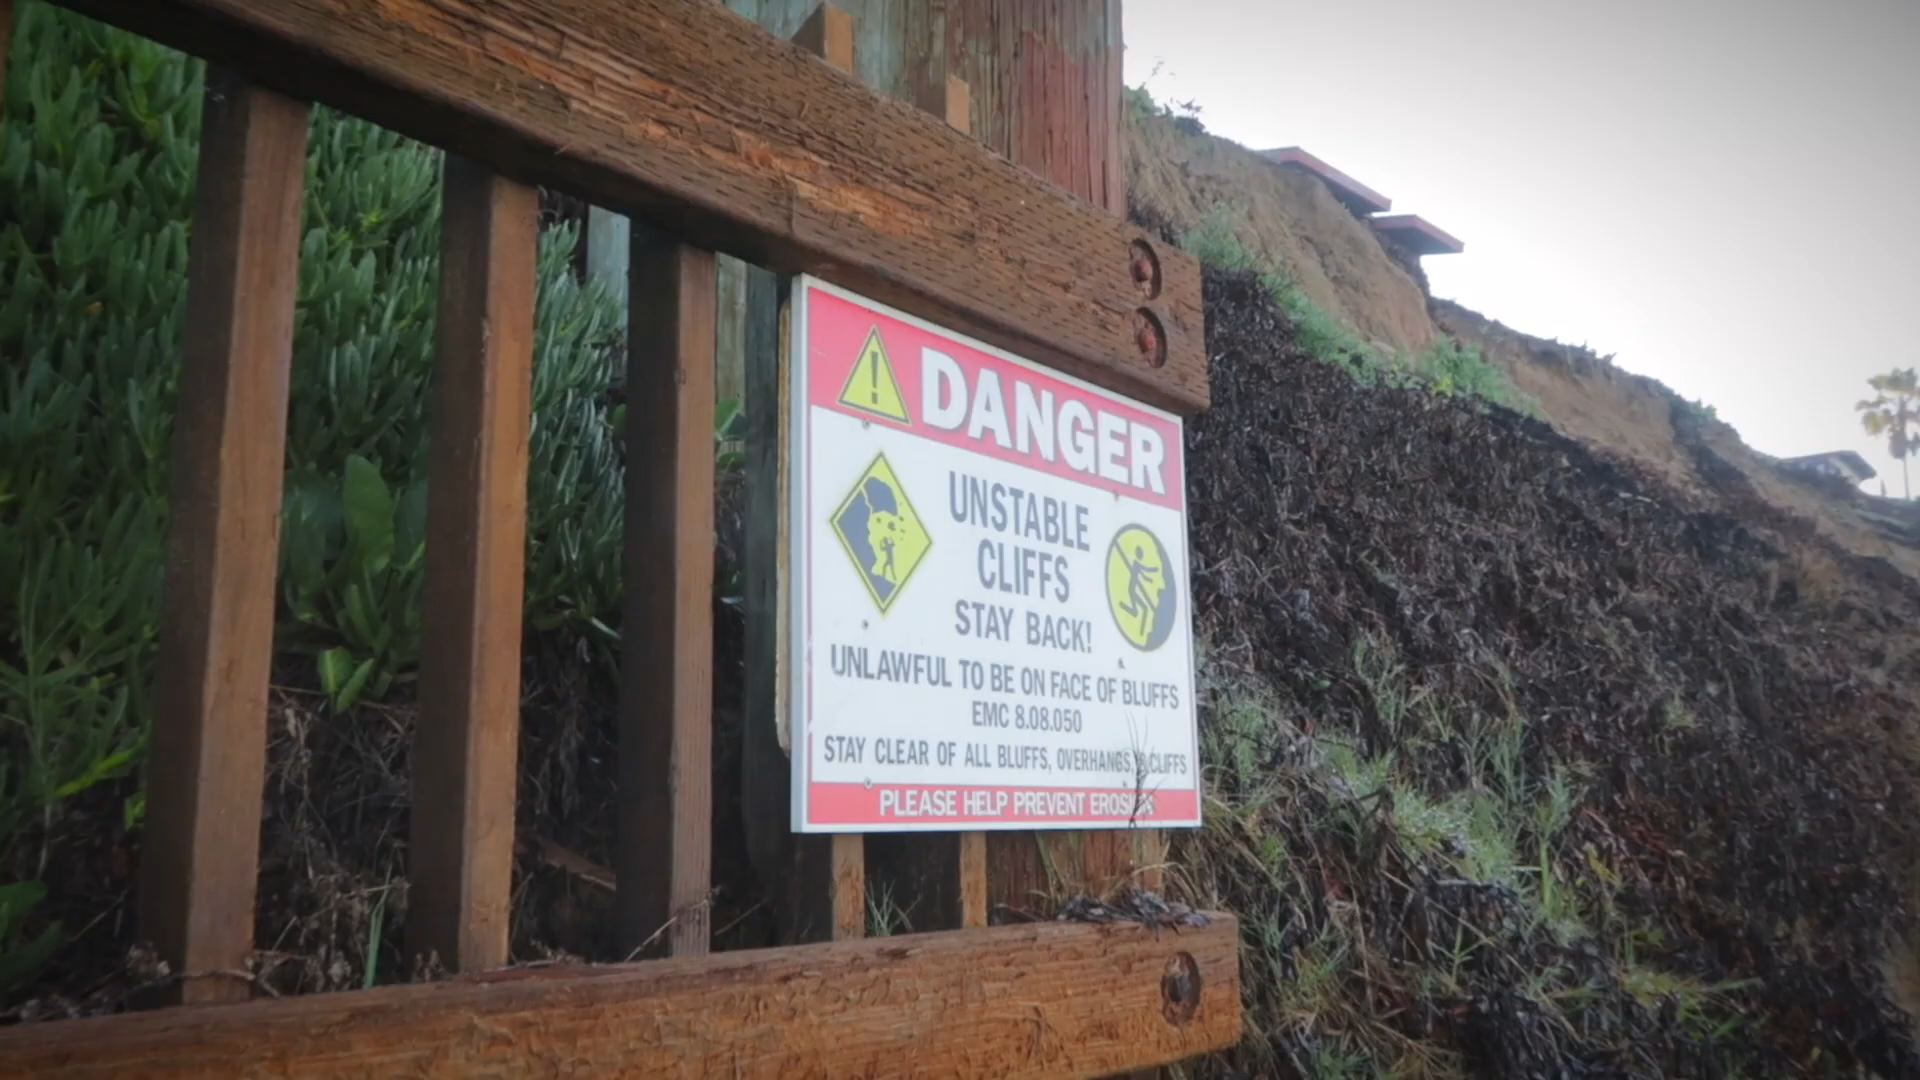 DANGER
UNSTABLE
CLIFFS
STAY BACK!
UNLAWFUL TO BE ON FACE OF BLUFFS
EMC 8.08.050
STAY CLEAR OF ALL BLUFFS, OVERHANGS, & CLIFFS
PLEASE HELP PREVENT EROSION